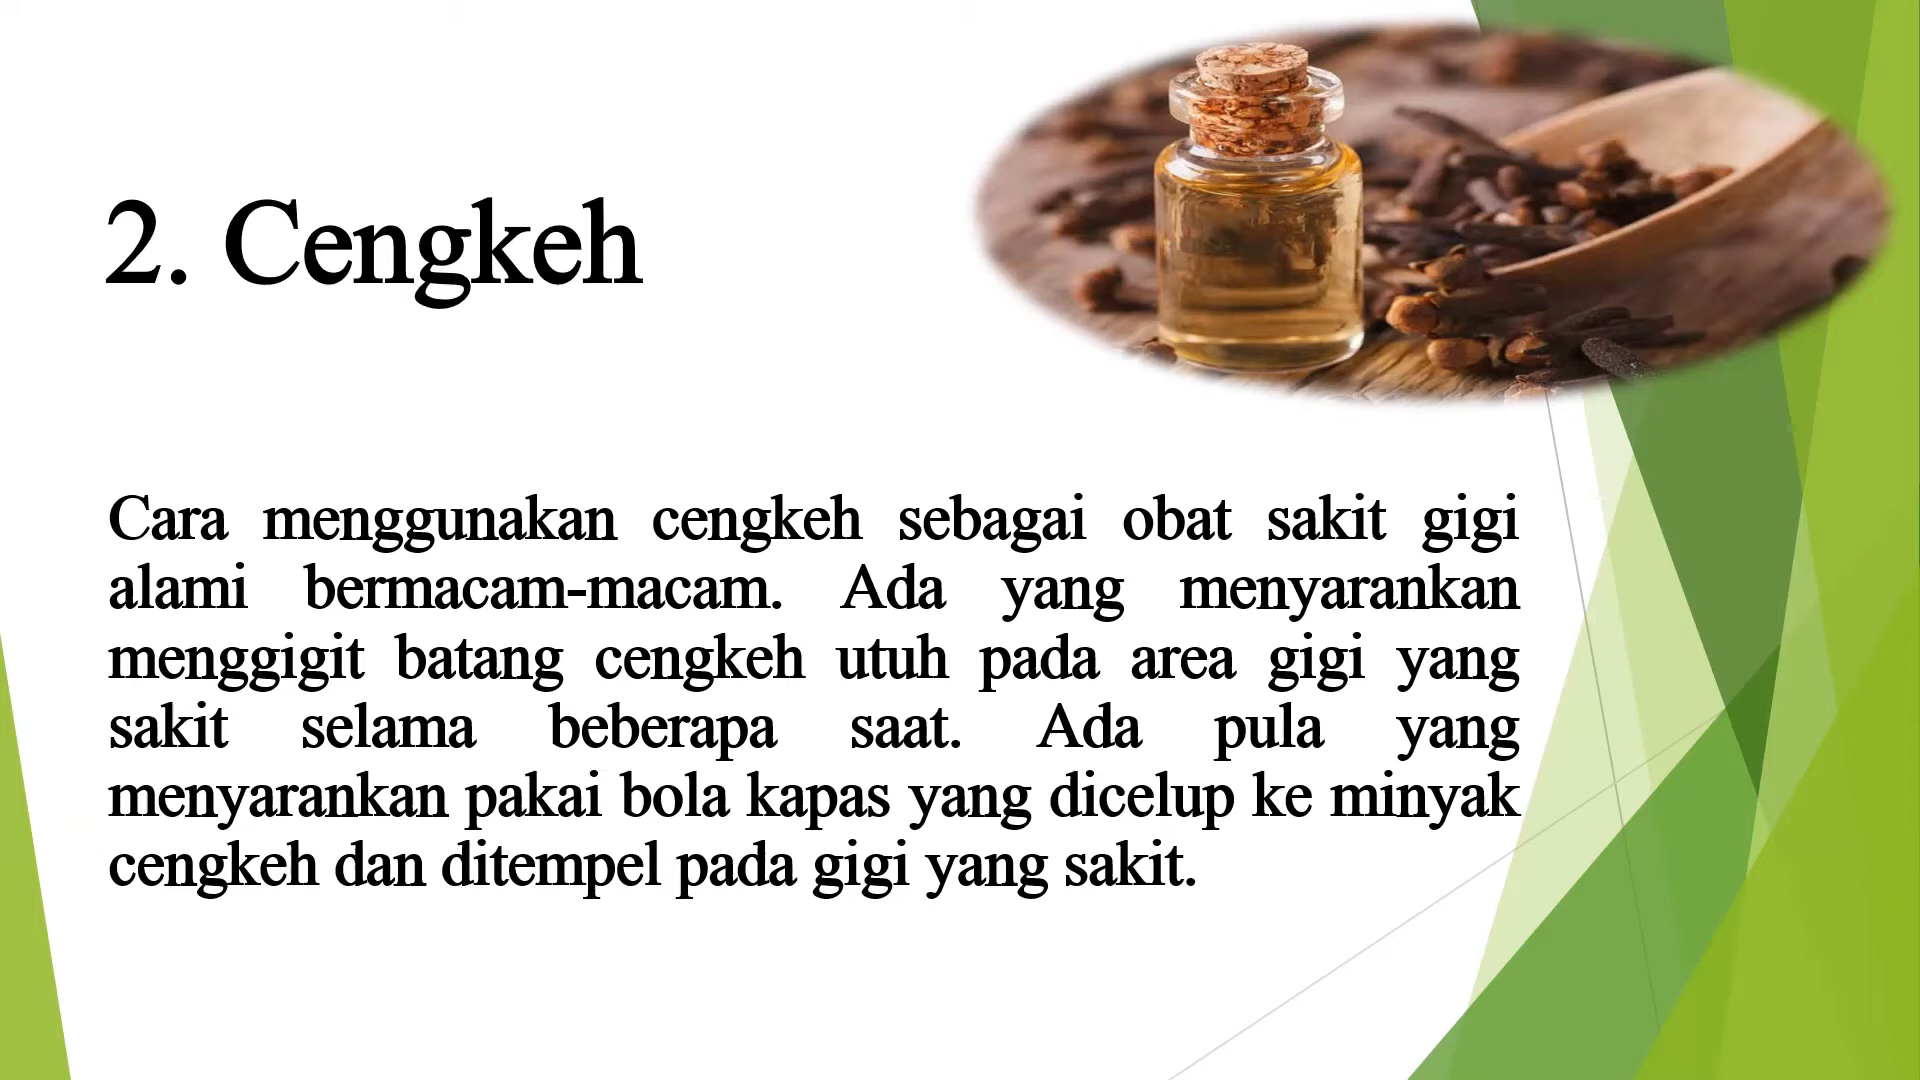 2. Cengkeh
Cara menggunakan cengkeh sebagai obat sakit gigi
alami bermacam-macam. Ada yang menyarankan
menggigit batang cengkeh utuh pada area gigi yang
sakit selama beberapa saat. Ada pula yang
menyarankan pakai bola kapas yang dicelup ke minyak
cengkeh dan ditempel pada gigi yang sakit.